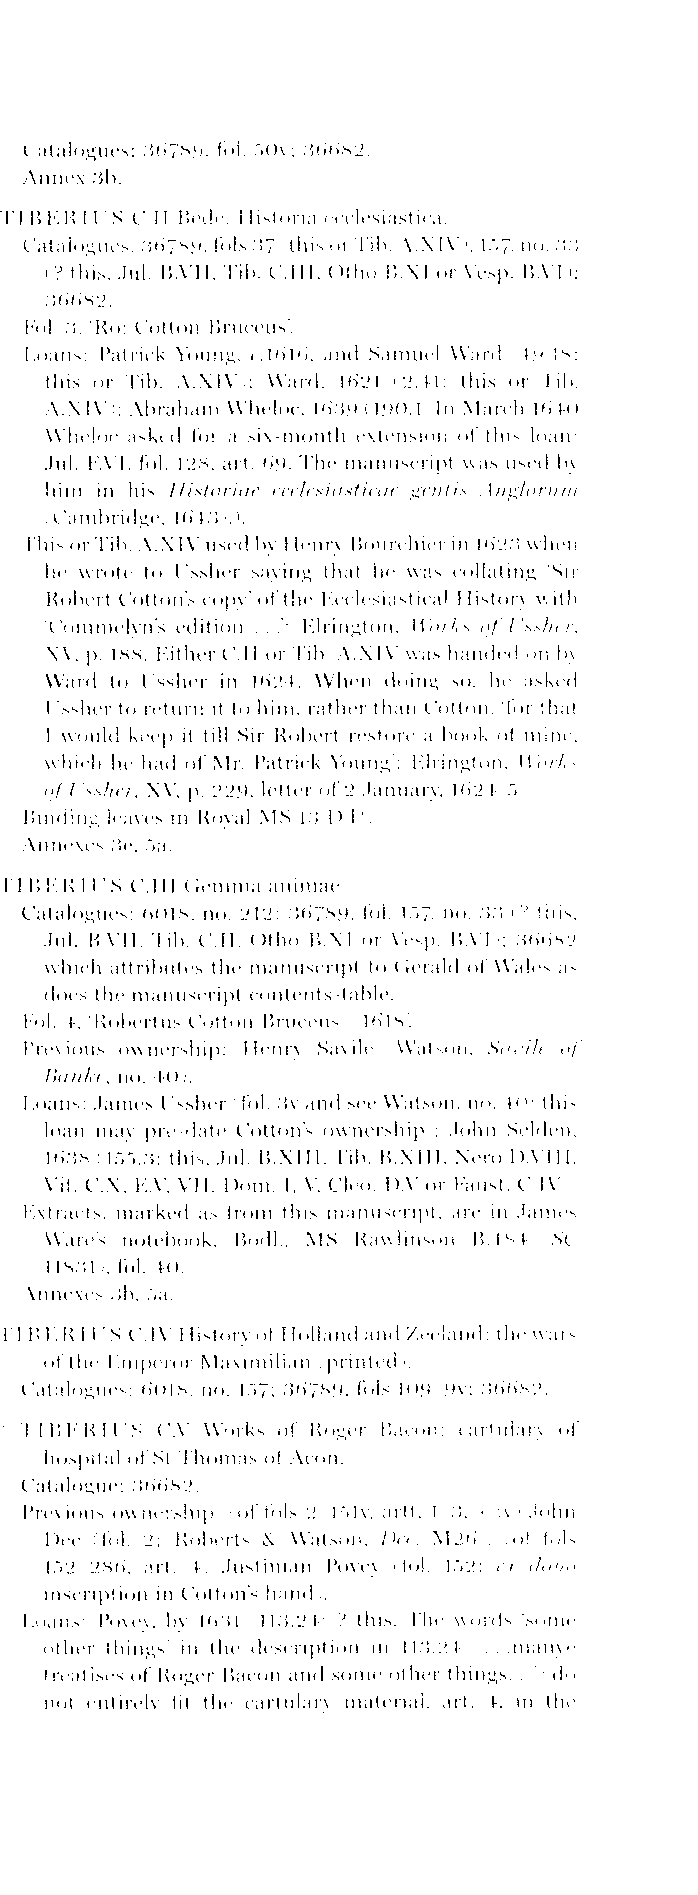 Catalogues: 36789, fol. 50v; 36682.
Annex 3b.
TIBERIUS C.II Bede, Historia ecclesiastica.
Catalogues: 36789, fols 37 (this or Tib. A.XIV), 157, no. 33
(? this, Jul. B.VII, Tib. C.III, Otho B.XI or Vesp. B.VI);
36682.
Fol. 3, 'Ro: Cotton Bruceus'.
Loans: Patrick Young, c.1616, and Samuel Ward (49.48:
this or Tib. A.XIV); Ward, 1621 (2.41: this or Tib.
A.XIV); Abraham Wheloc, 1639 (190.1). In March 1640
Wheloc asked for a six-month extension of this loan:
Jul. F.VI, fol. 128, art. 69. The manuscript was used by
him in his Historiae ecclesiasticae gentis Anglorum
(Cambridge, 1643).
This or Tib. A.XIV used by Henry Bourchier in 1623 when
he wrote to Ussher saying that he was collating 'Sir
Robert Cotton's copy' of the Ecclesiastical History with
'Commelyn's edition ...': Elrington, Works of Ussher,
XV, p. 188. Either C.II or Tib. A.XIV was handed on by
Ward to Ussher in 1624. When doing so, he asked
Ussher to return it to him, rather than Cotton, 'for that
I would keep it till Sir Robert restore a book of mine,
which he had of Mr. Patrick Young': Elrington, Works
of Ussher, XV, p. 229, letter of 2 January, 1624/5.
Binding leaves in Royal MS 13 D.I*.
Annexes 3e, 5a.
TIBERIUS C.III Gemma animae
Catalogues: 6018, no. 212; 36789, fol. 157, no. 33 (? this,
Jul. B.VII, Tib. C.II, Otho B.XI or Vesp. B.VI); 36682
which attributes the manuscript to Gerald of Wales as
does the manuscript contents-table.
Fol. 4, 'Robertus Cotton Bruceus 1618'.
Previous ownership: Henry Savile (Watson, Savile of
Banke, no. 40).
Loans: James Ussher (fol. 3v and see Watson, no. 40: this
loan may pre-date Cotton's ownership); John Selden,
1638 (155.3: this, Jul. B.XIII, Tib. B.XIII, Nero D.VIII,
Vit. C.X, E.V, VII, Dom. I, V, Cleo. D.V or Faust. C.IV).
Extracts, marked as from this manuscript, are in James
Ware's notebook, Bodl., MS Rawlinson B.484 (SC
11831), fol. 40.
Annexes 3b, 5a.
TIBERIUS C.IV History of Holland and Zeeland; the wars
of the Emperor Maximilian (printed).
Catalogues: 6018, no. 157; 36789, fols 109–9v; 36682.
TIBERIUS C.V Works of Roger Bacon; cartulary of
hospital of St Thomas of Acon.
Catalogue: 36682.
Previous ownership: (of fols 2–151v, artt. 1–3, John
Dee (fol. 2; Roberts & Watson, Dee, M26); (of fols
152–286, art. 4) Justinian Povey (fol. 152: ex dono
inscription in Cotton's hand).
Loans: Povey, by 1631 (113.24: ? this. The words 'some
other things' in the description in 113.24 '...manye
treatises of Roger Bacon and some other things...' do
not entirely fit the cartulary material, art. 4, in the